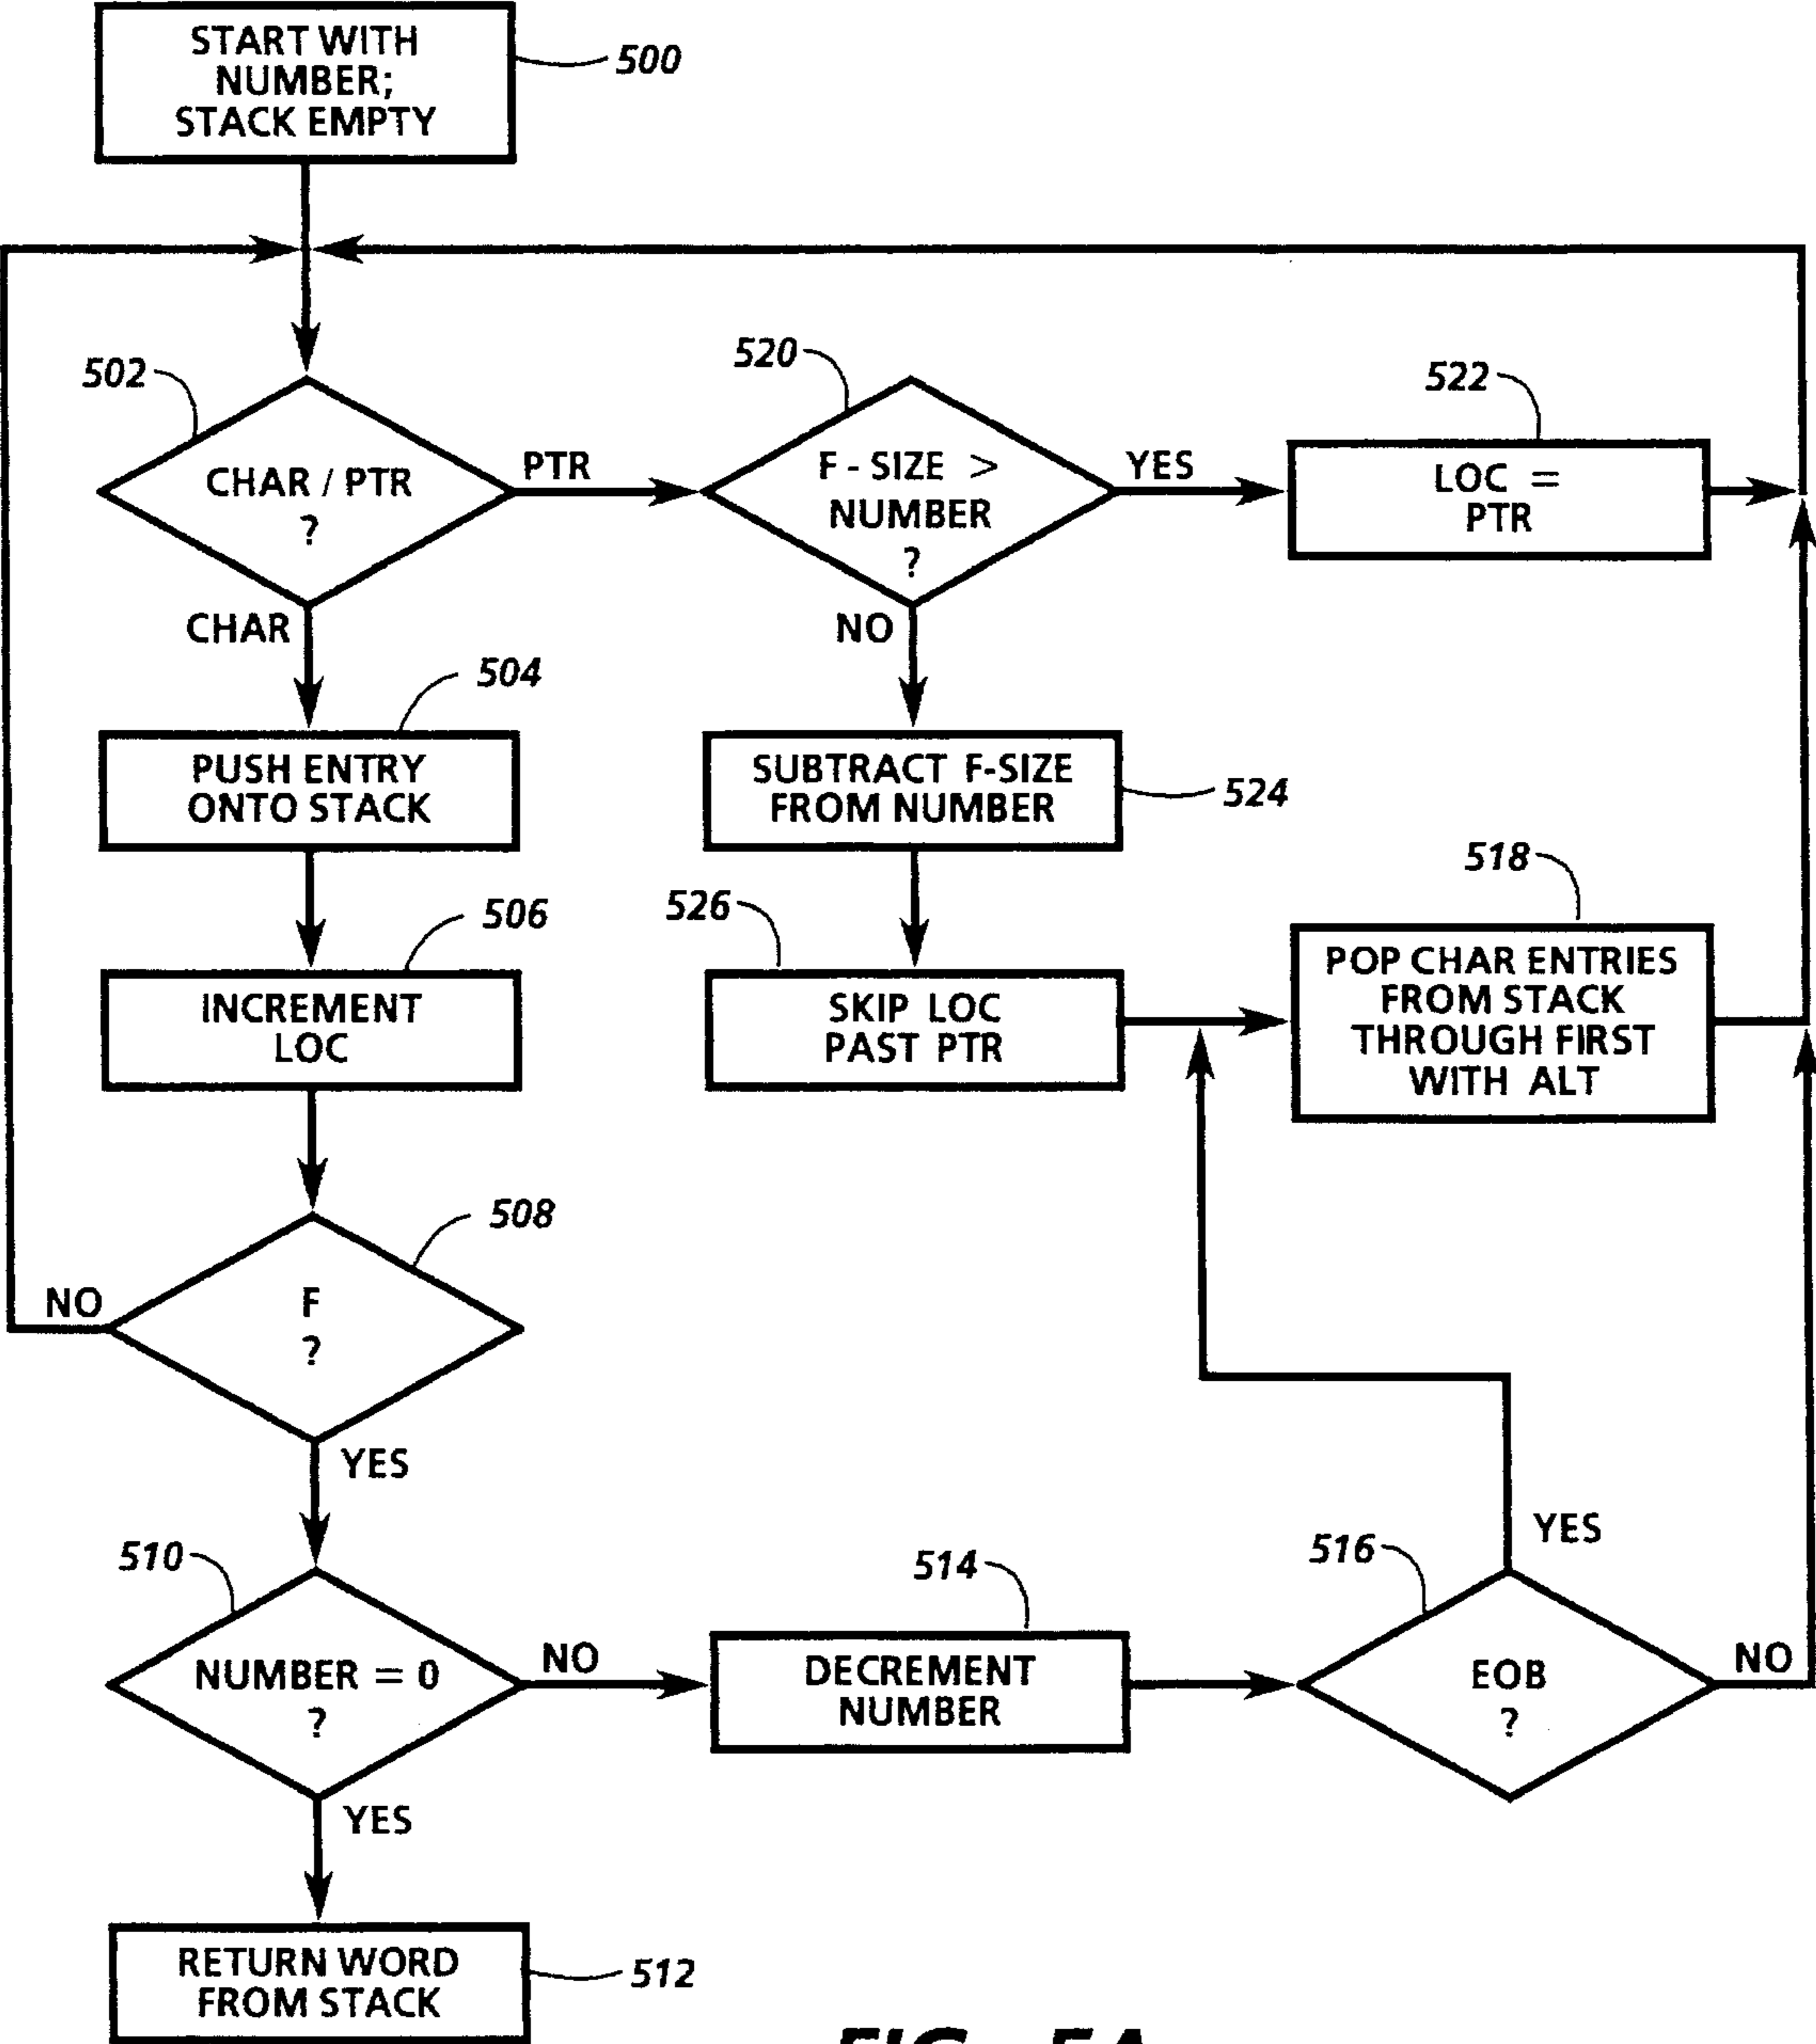 START WITH
NUMBER;
STACK EMPTY
500
502
CHAR / PTR
?
PTR
CHAR
520
F - SIZE >
NUMBER
?
YES
NO
522
LOC =
PTR
504
PUSH ENTRY
ONTO STACK
SUBTRACT F-SIZE
FROM NUMBER
524
506
INCREMENT
LOC
526
SKIP LOC
PAST PTR
518
POP CHAR ENTRIES
FROM STACK
THROUGH FIRST
WITH ALT
508
F
?
NO
YES
510
NUMBER = 0
?
NO
YES
514
DECREMENT
NUMBER
516
EOB
?
YES
NO
RETURN WORD
FROM STACK
512
FIG. 5A